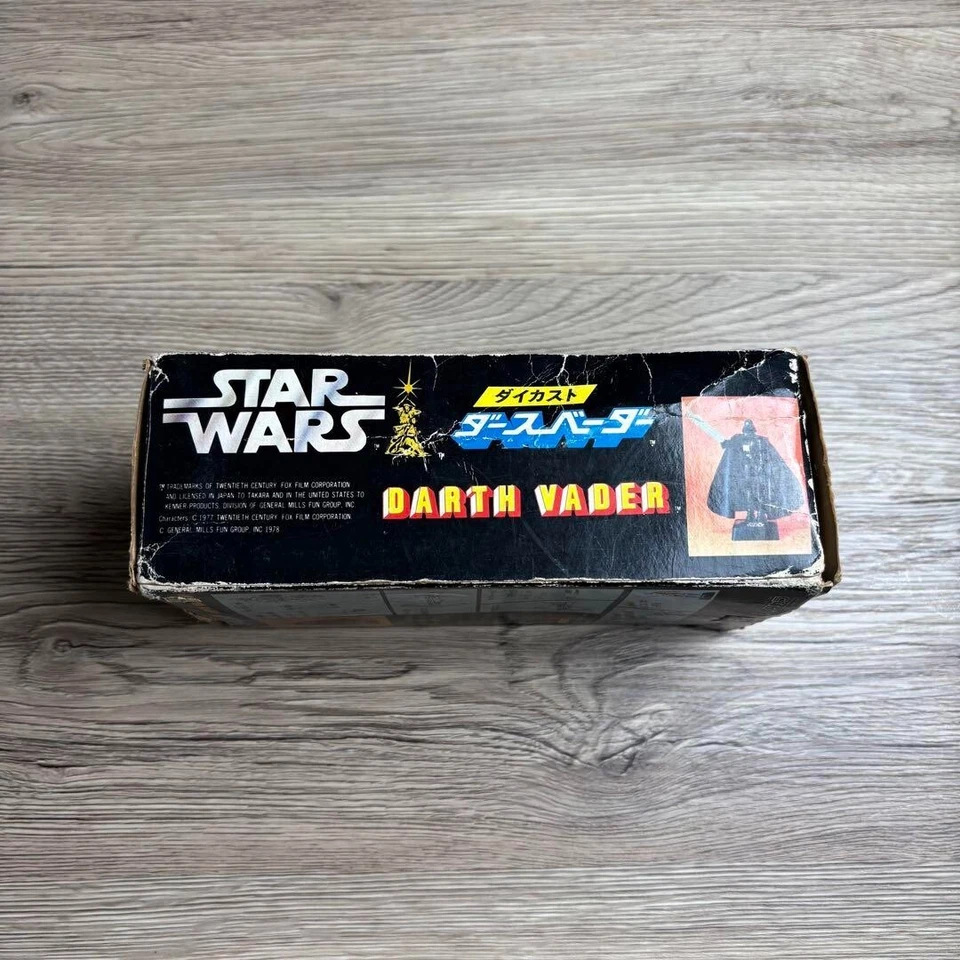 STAR
WARS
ダイカスト
ダースベーダー
™
DARTH VADER
™ TRADEMARKS OF TWENTIETH CENTURY FOX FILM CORPORATION
AND LICENSED IN JAPAN TO TAKARA AND IN THE UNITED STATES TO
KENNER PRODUCTS, DIVISION OF GENERAL MILLS FUN GROUP, INC.
Characters: © 1977 TWENTIETH CENTURY FOX FILM CORPORATION
© GENERAL MILLS FUN GROUP, INC 1978